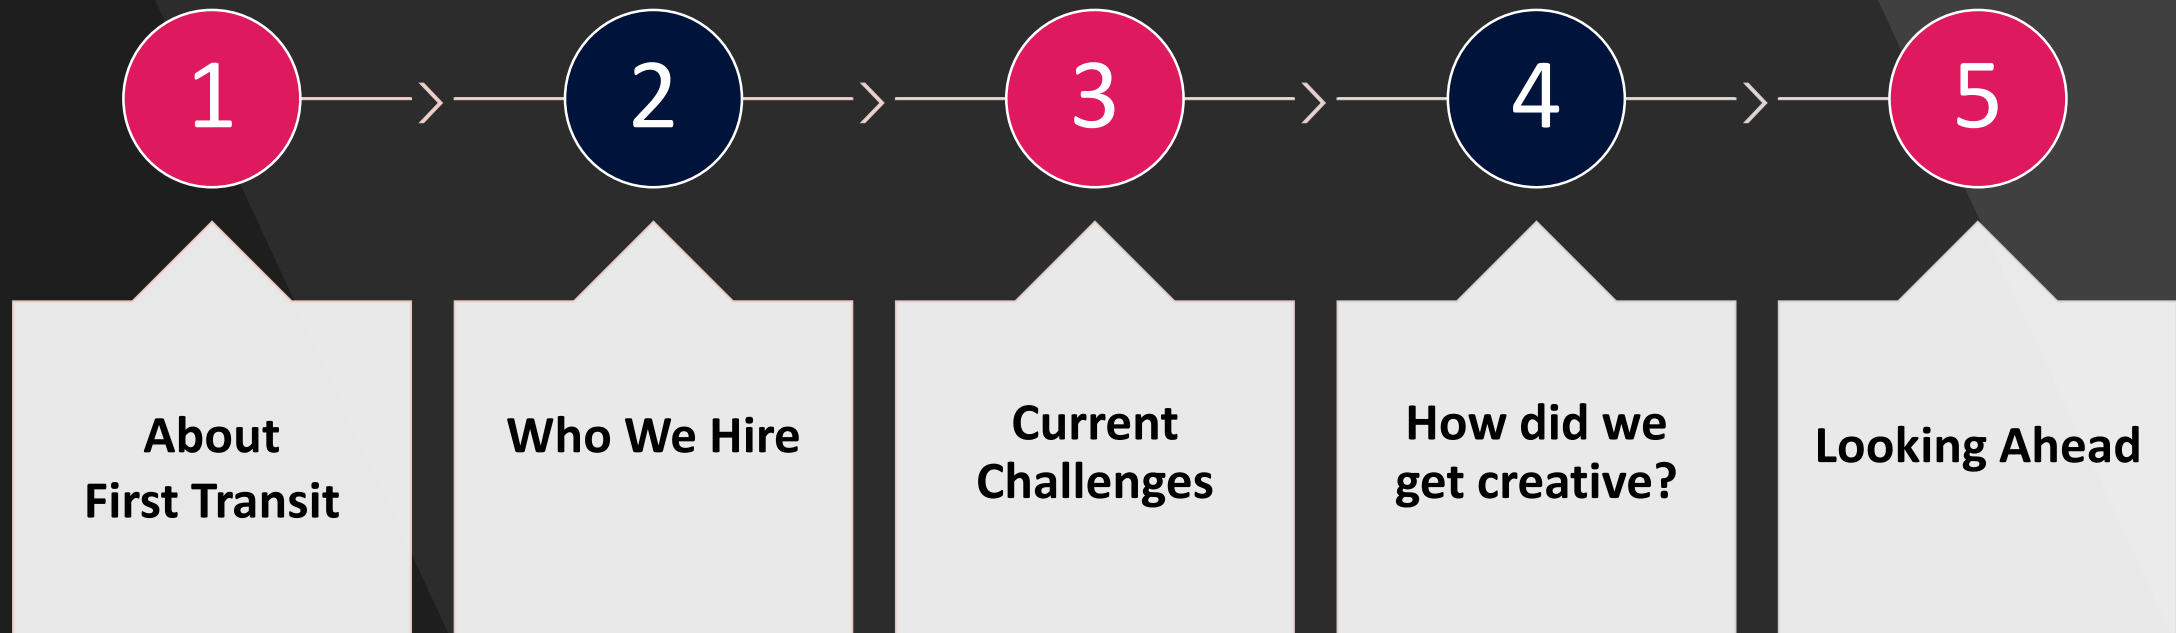 1
2
3
4
5
About
First Transit
Who We Hire
Current
Challenges
How did we
get creative?
Looking Ahead